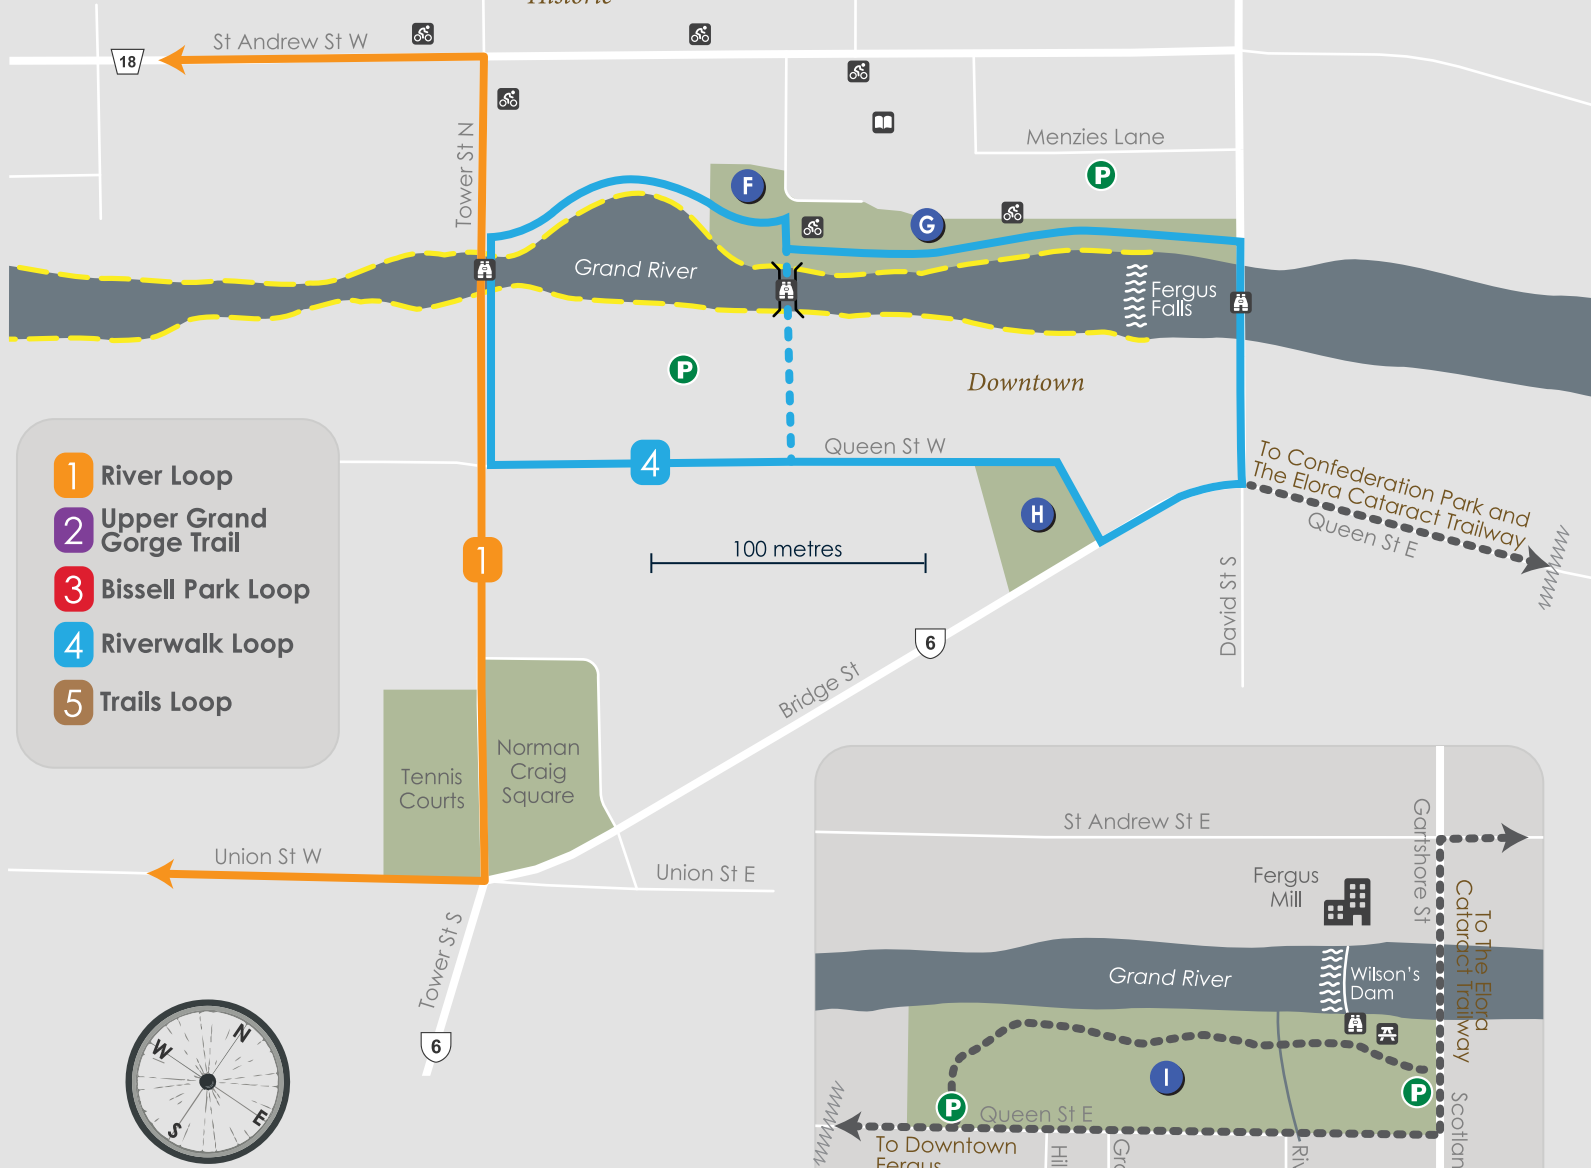 Historic
St Andrew St W
18
Tower St N
Menzies Lane
P
F
G
Grand River
Fergus
Falls
P
Downtown
Queen St W
4
H
To Confederation Park and
The Elora Cataract Trailway
Queen St E
1 River Loop
2 Upper Grand
Gorge Trail
3 Bissell Park Loop
4 Riverwalk Loop
5 Trails Loop
1
100 metres
David St S
6
Bridge St
Norman
Craig
Square
Tennis
Courts
Union St W
Union St E
Tower St S
6
N
W
E
S
St Andrew St E
Gartshore St
Fergus
Mill
To The Elora
Cataract Trailway
Grand River
Wilson's
Dam
I
P
P
Queen St E
To Downtown
Fergus
Hill
Gro
Riv
Scotlan